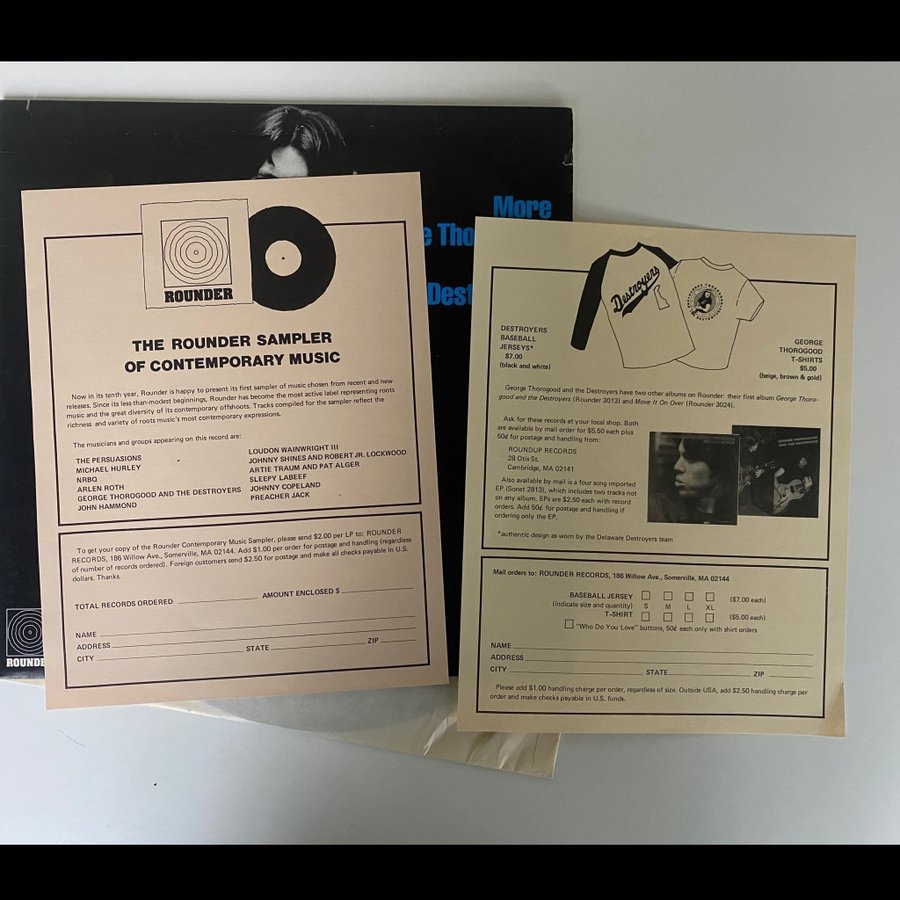 More
e Tho
Dest
ROUNDER
THE ROUNDER SAMPLER
OF CONTEMPORARY MUSIC
Now in its tenth year, Rounder is happy to present its first sampler of music chosen from recent and new
releases. Since its less-than-modest beginnings, Rounder has become the most active label representing roots
music and the great diversity of its contemporary offshoots. Tracks compiled for the sampler reflect the
richness and variety of roots music's most contemporary expressions.
The musicians and groups appearing on this record are:
THE PERSUASIONS
MICHAEL HURLEY
NRBQ
ARLEN ROTH
GEORGE THOROGOOD AND THE DESTROYERS
JOHN HAMMOND
LOUDON WAINWRIGHT III
JOHNNY SHINES AND ROBERT JR. LOCKWOOD
ARTIE TRAUM AND PAT ALGER
SLEEPY LABEEF
JOHNNY COPELAND
PREACHER JACK
To get your copy of the Rounder Contemporary Music Sampler, please send $2.00 per LP to: ROUNDER
RECORDS, 186 Willow Ave., Somerville, MA 02144. Add $1.00 per order for postage and handling (regardless
of number of records ordered). Foreign customers send $2.50 for postage and make all checks payable in U.S.
dollars. Thanks.
TOTAL RECORDS ORDERED AMOUNT ENCLOSED $
NAME
ADDRESS
CITY STATE ZIP
ROUNDE
Destroyers
DESTROYERS
BASEBALL
JERSEYS*
$7.00
(black and white)
GEORGE
THOROGOOD
T-SHIRTS
$5.00
(beige, brown & gold)
George Thorogood and the Destroyers have two other albums on Rounder: their first album George Thoro-
good and the Destroyers (Rounder 3013) and Move It On Over (Rounder 3024).
Ask for these records at your local shop. Both
are available by mail order for $5.50 each plus
50¢ for postage and handling from:
ROUNDUP RECORDS
28 Otis St.
Cambridge, MA 02141
Also available by mail is a four song imported
EP (Sonet 2813), which includes two tracks not
on any album. EPs are $2.50 each with record
orders. Add 50¢ for postage and handling if
ordering only the EP.
*authentic design as worn by the Delaware Destroyers team
Mail orders to: ROUNDER RECORDS, 186 Willow Ave., Somerville, MA 02144
BASEBALL JERSEY ($7.00 each)
(indicate size and quantity) S M L XL
T-SHIRT ($5.00 each)
"Who Do You Love" buttons, 50¢ each only with shirt orders
NAME
ADDRESS
CITY STATE ZIP
Please add $1.00 handling charge per order, regardless of size. Outside USA, add $2.50 handling charge per
order and make checks payable in U.S. funds.